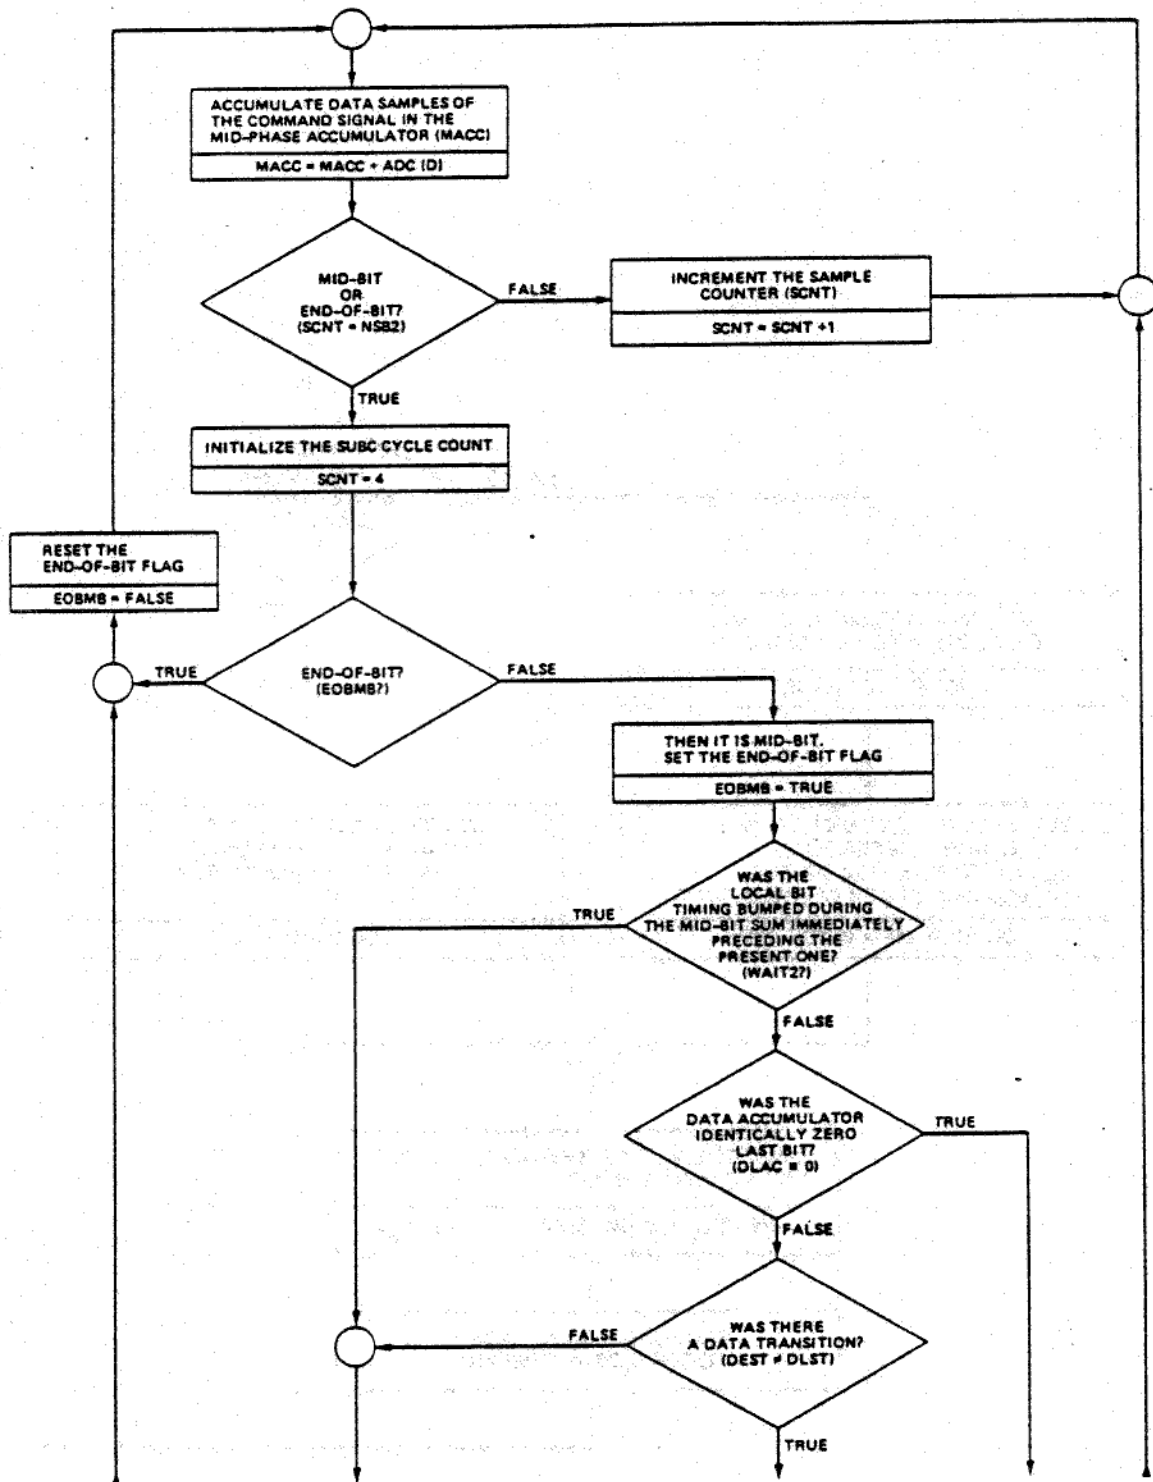 ACCUMULATE DATA SAMPLES OF
THE COMMAND SIGNAL IN THE
MID-PHASE ACCUMULATOR (MACC)
MACC = MACC + ADC (D)
MID-BIT
OR
END-OF-BIT?
(SCNT = NSB2)
FALSE
INCREMENT THE SAMPLE
COUNTER (SCNT)
SCNT = SCNT +1
TRUE
INITIALIZE THE SUBC CYCLE COUNT
SCNT = 4
RESET THE
END-OF-BIT FLAG
EOBMB = FALSE
TRUE
END-OF-BIT?
(EOBMB?)
FALSE
THEN IT IS MID-BIT.
SET THE END-OF-BIT FLAG
EOBMB = TRUE
TRUE
WAS THE
LOCAL BIT
TIMING BUMPED DURING
THE MID-BIT SUM IMMEDIATELY
PRECEDING THE
PRESENT ONE?
(WAIT2?)
FALSE
WAS THE
DATA ACCUMULATOR
IDENTICALLY ZERO
LAST BIT?
(DLAC = 0)
TRUE
FALSE
FALSE
WAS THERE
A DATA TRANSITION?
(DEST ≠ DLST)
TRUE